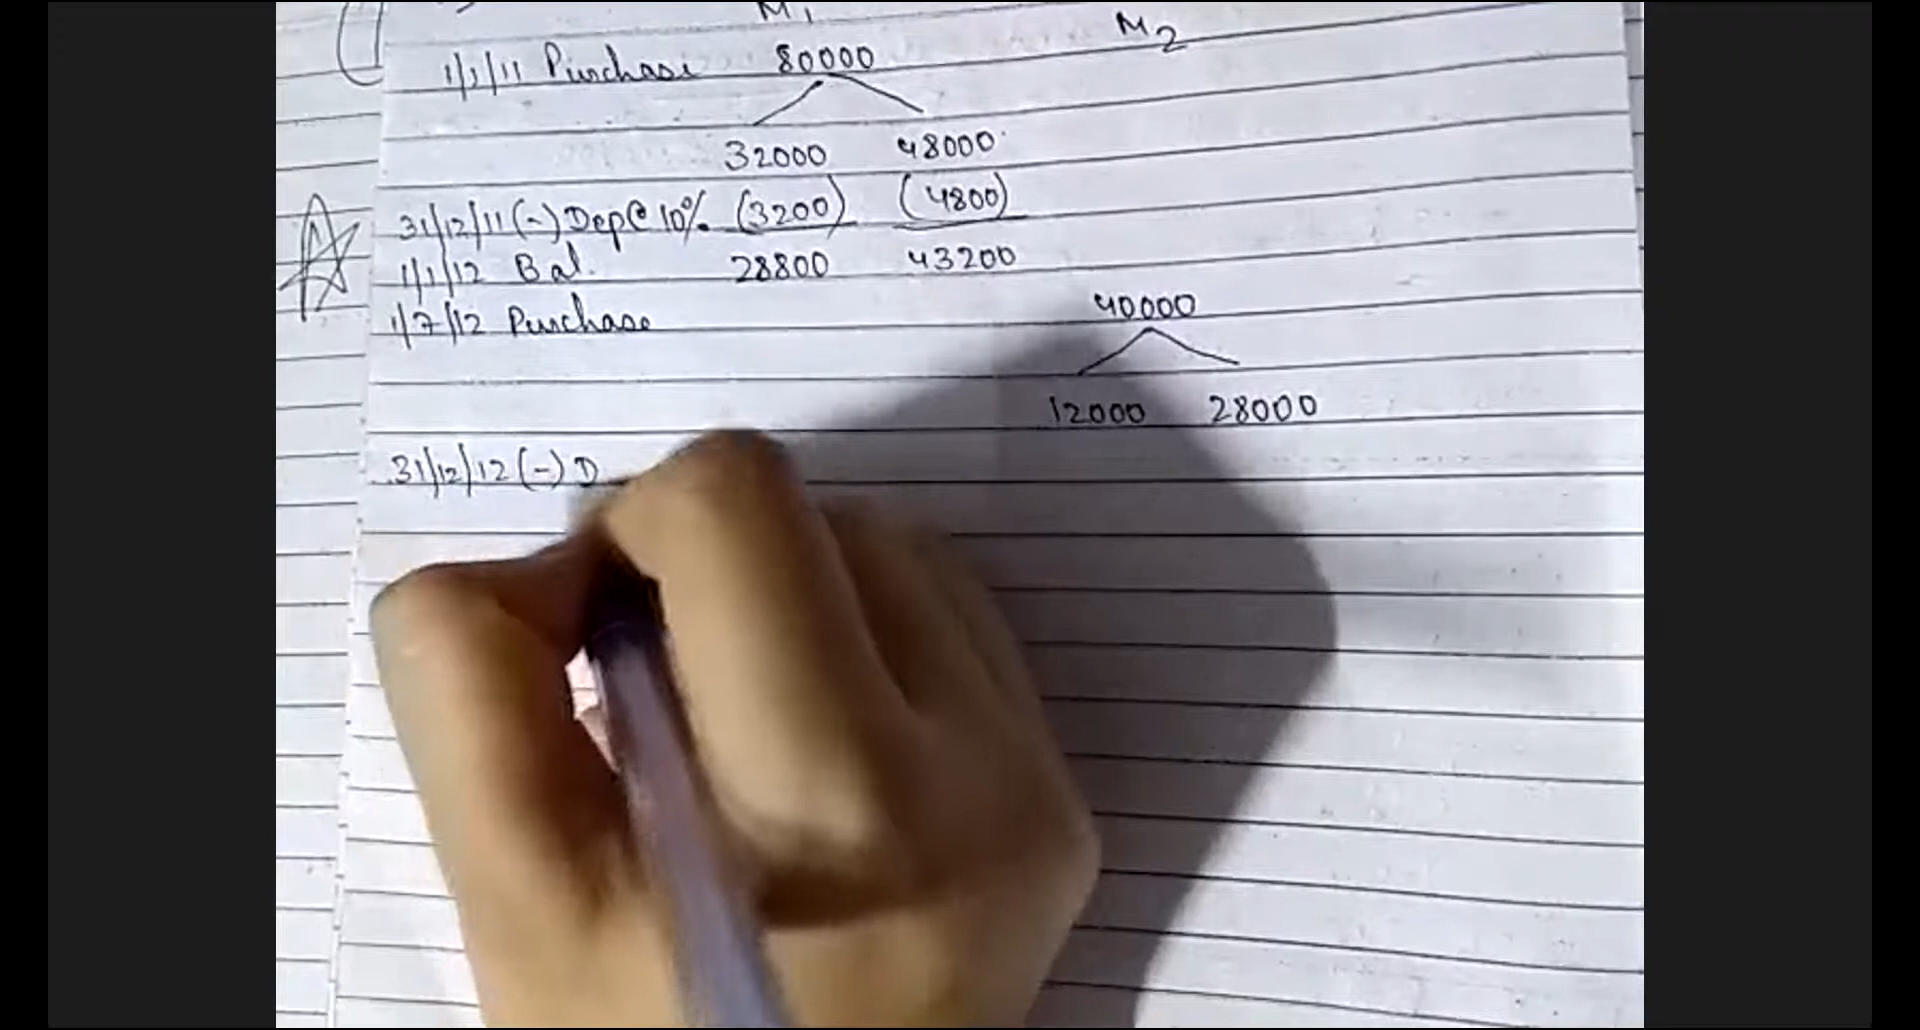 M1 M2
1/1/11 Purchase 80000
32000 48000
31/12/11 (-) Dep@ 10% (3200) (4800)
1/1/12 Bal. 28800 43200
1/7/12 Purchase 40000
12000 28000
31/12/12 (-) D